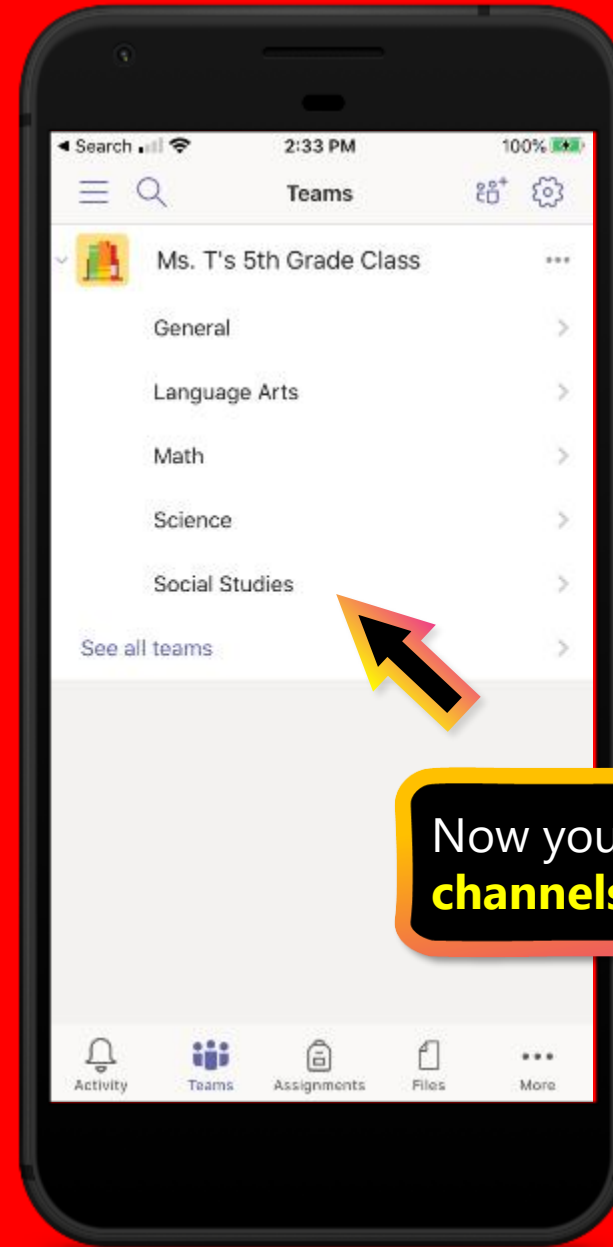 Search 2:33 PM 100%
Teams
Ms. T's 5th Grade Class
General
Language Arts
Math
Science
Social Studies
See all teams
Now you
channels
Activity Teams Assignments Files More